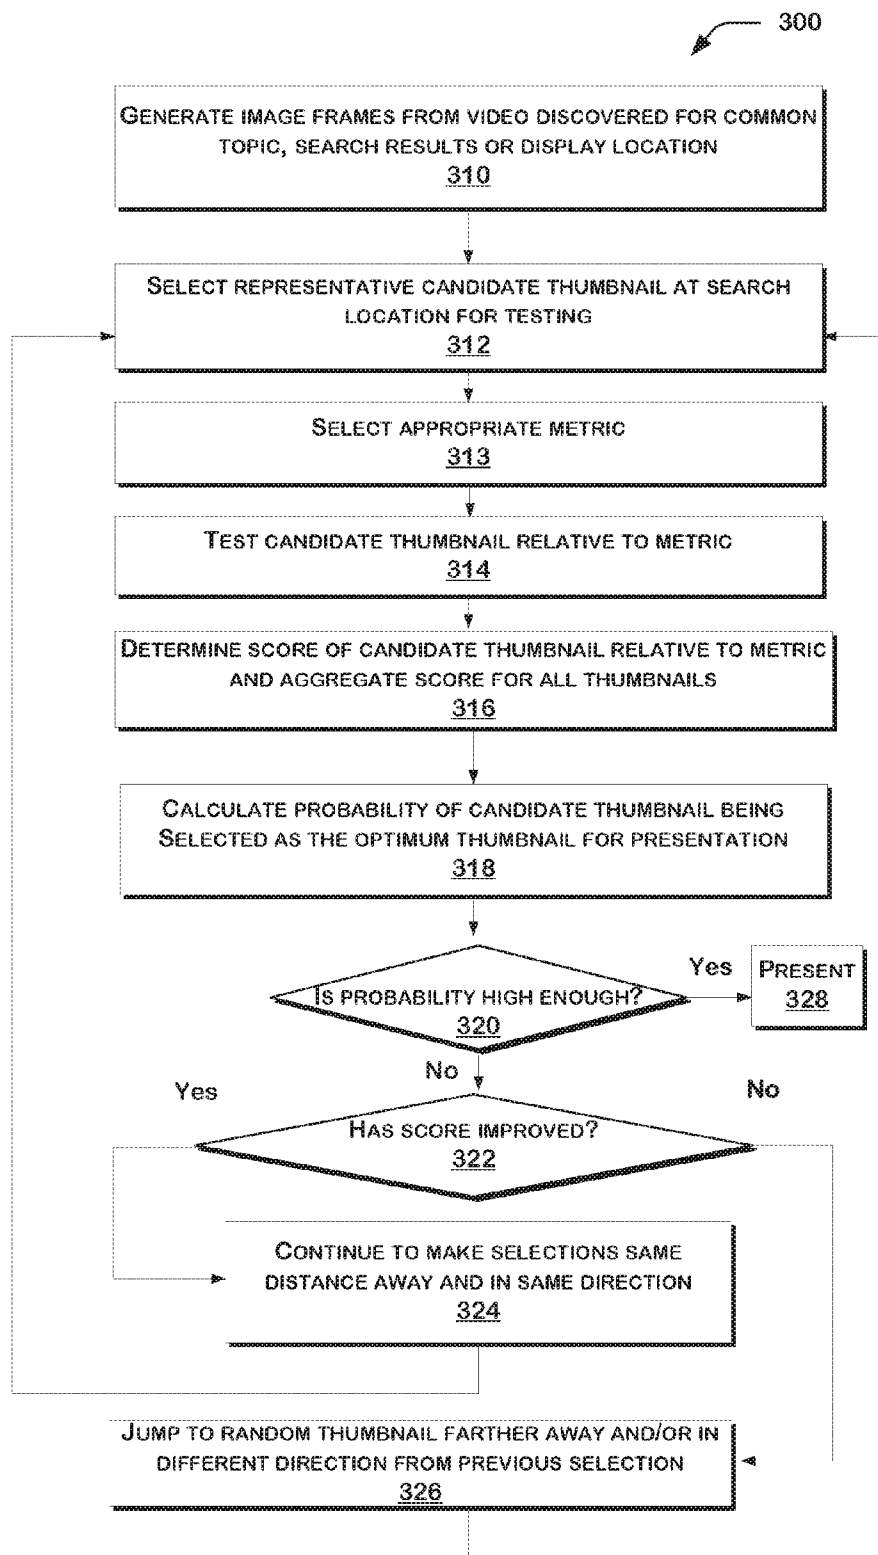 300
GENERATE IMAGE FRAMES FROM VIDEO DISCOVERED FOR COMMON
TOPIC, SEARCH RESULTS OR DISPLAY LOCATION
310
SELECT REPRESENTATIVE CANDIDATE THUMBNAIL AT SEARCH
LOCATION FOR TESTING
312
SELECT APPROPRIATE METRIC
313
TEST CANDIDATE THUMBNAIL RELATIVE TO METRIC
314
DETERMINE SCORE OF CANDIDATE THUMBNAIL RELATIVE TO METRIC
AND AGGREGATE SCORE FOR ALL THUMBNAILS
316
CALCULATE PROBABILITY OF CANDIDATE THUMBNAIL BEING
SELECTED AS THE OPTIMUM THUMBNAIL FOR PRESENTATION
318
IS PROBABILITY HIGH ENOUGH?
320
Yes
PRESENT
328
No
HAS SCORE IMPROVED?
322
Yes
No
CONTINUE TO MAKE SELECTIONS SAME
DISTANCE AWAY AND IN SAME DIRECTION
324
JUMP TO RANDOM THUMBNAIL FARTHER AWAY AND/OR IN
DIFFERENT DIRECTION FROM PREVIOUS SELECTION
326